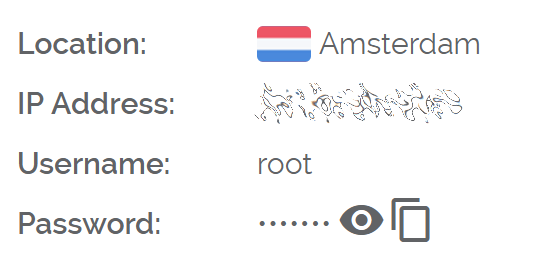 Location: Amsterdam
IP Address:
Username: root
Password: •••••••